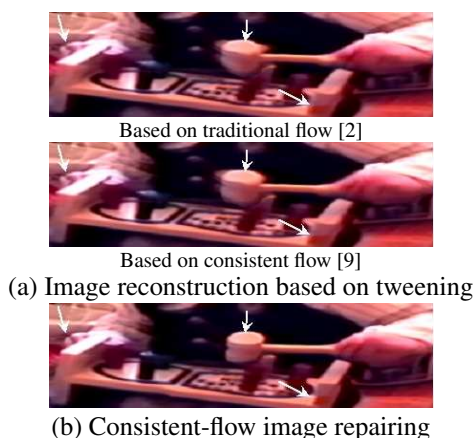 Based on traditional flow [2]
Based on consistent flow [9]
(a) Image reconstruction based on tweening
(b) Consistent-flow image repairing